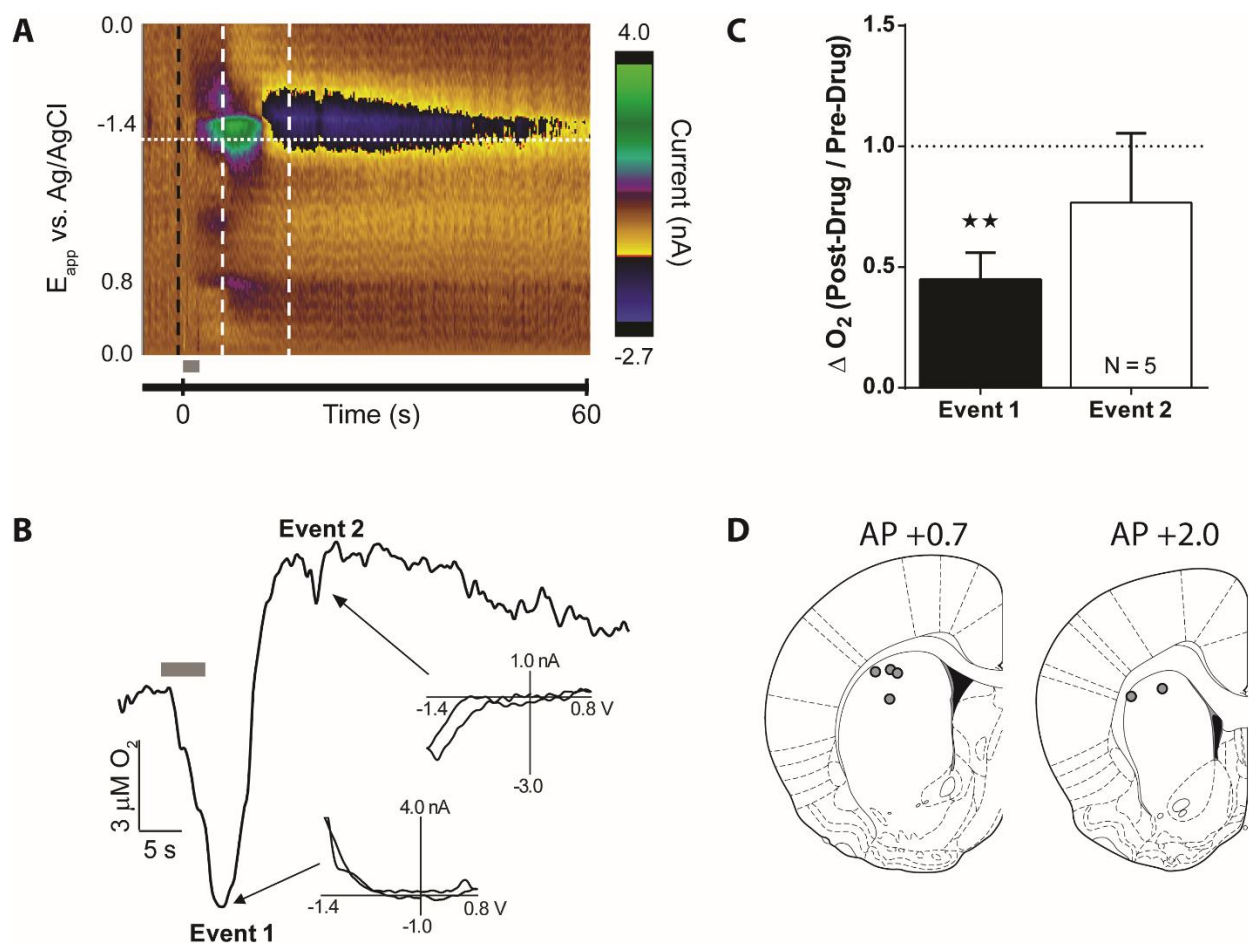 A
0.0
-1.4
0.8
0.0
E_app vs. Ag/AgCl
0
Time (s)
60
4.0
Current (nA)
-2.7
C
1.5
1.0
0.5
0.0
Δ O₂ (Post-Drug / Pre-Drug)
★★
N = 5
Event 1
Event 2
B
Event 2
3 μM O₂
5 s
1.0 nA
-1.4
0.8 V
-3.0
4.0 nA
-1.4
0.8 V
-1.0
Event 1
D
AP +0.7
AP +2.0